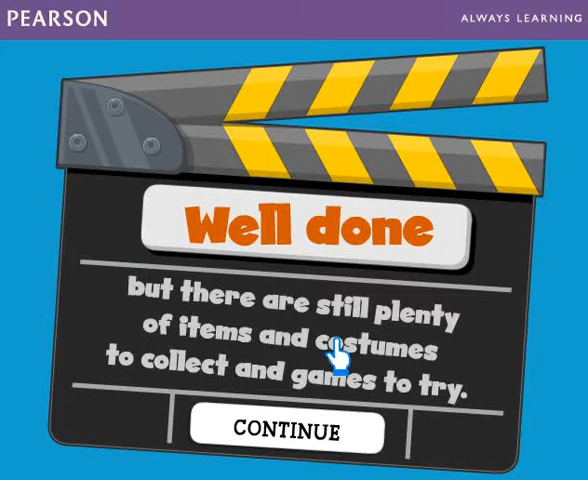 PEARSON
ALWAYS LEARNING
Well done
but there are still plenty
of items and costumes
to collect and games to try.
CONTINUE